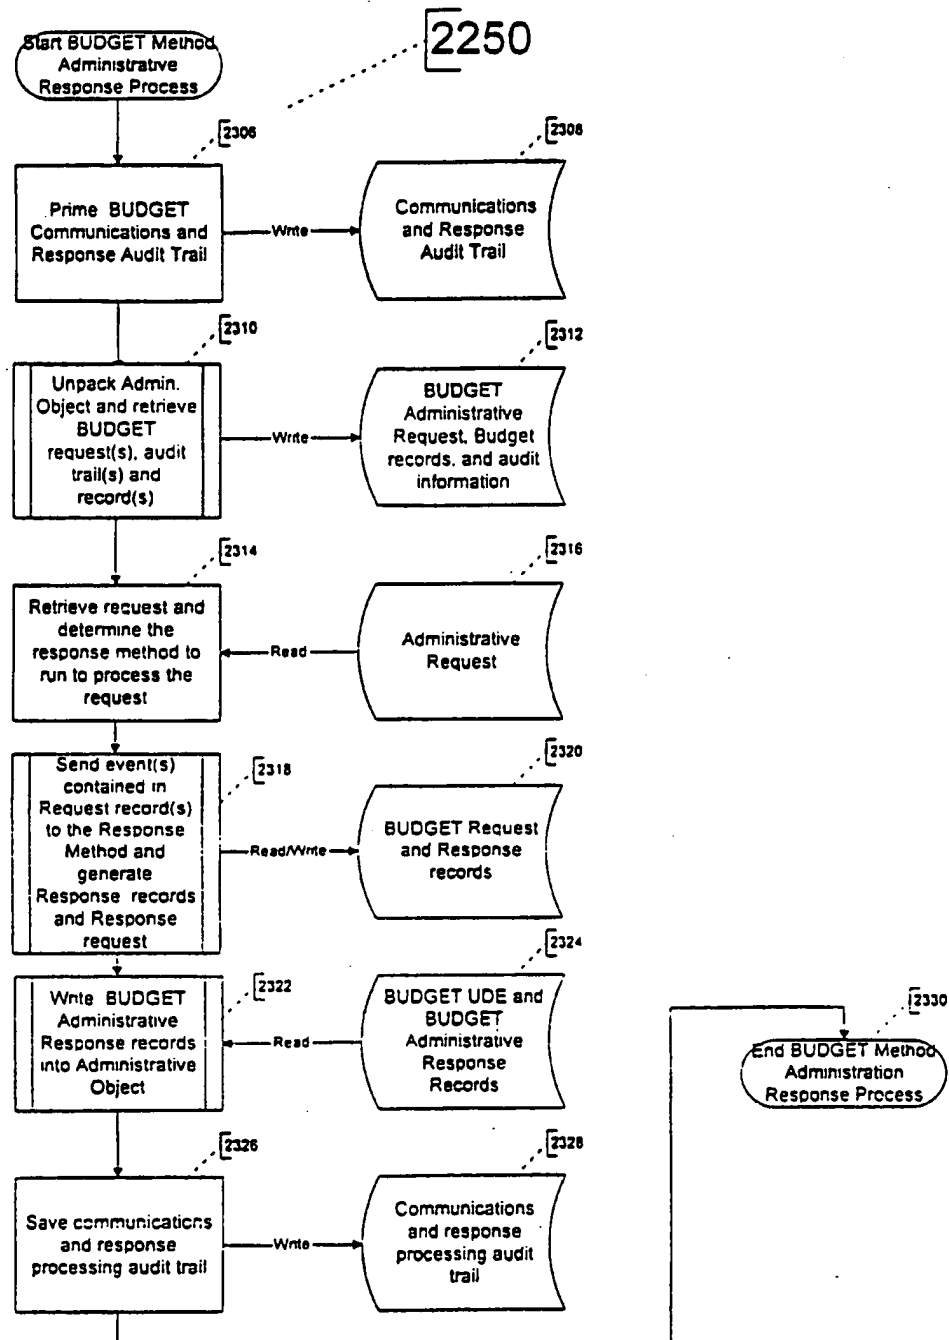 2250
Start BUDGET Method
Administrative
Response Process
2306
2308
Prime BUDGET
Communications and
Response Audit Trail
Write
Communications
and Response
Audit Trail
2310
2312
Unpack Admin.
Object and retrieve
BUDGET
request(s), audit
trail(s) and
record(s)
Write
BUDGET
Administrative
Request, Budget
records, and audit
information
2314
2316
Retrieve request and
determine the
response method to
run to process the
request
Read
Administrative
Request
2318
2320
Send event(s)
contained in
Request record(s)
to the Response
Method and
generate
Response records
and Response
request
Read/Write
BUDGET Request
and Response
records
2322
2324
Write BUDGET
Administrative
Response records
into Administrative
Object
Read
BUDGET UDE and
BUDGET
Administrative
Response
Records
2330
End BUDGET Method
Administration
Response Process
2326
2328
Save communications
and response
processing audit trail
Write
Communications
and response
processing audit
trail